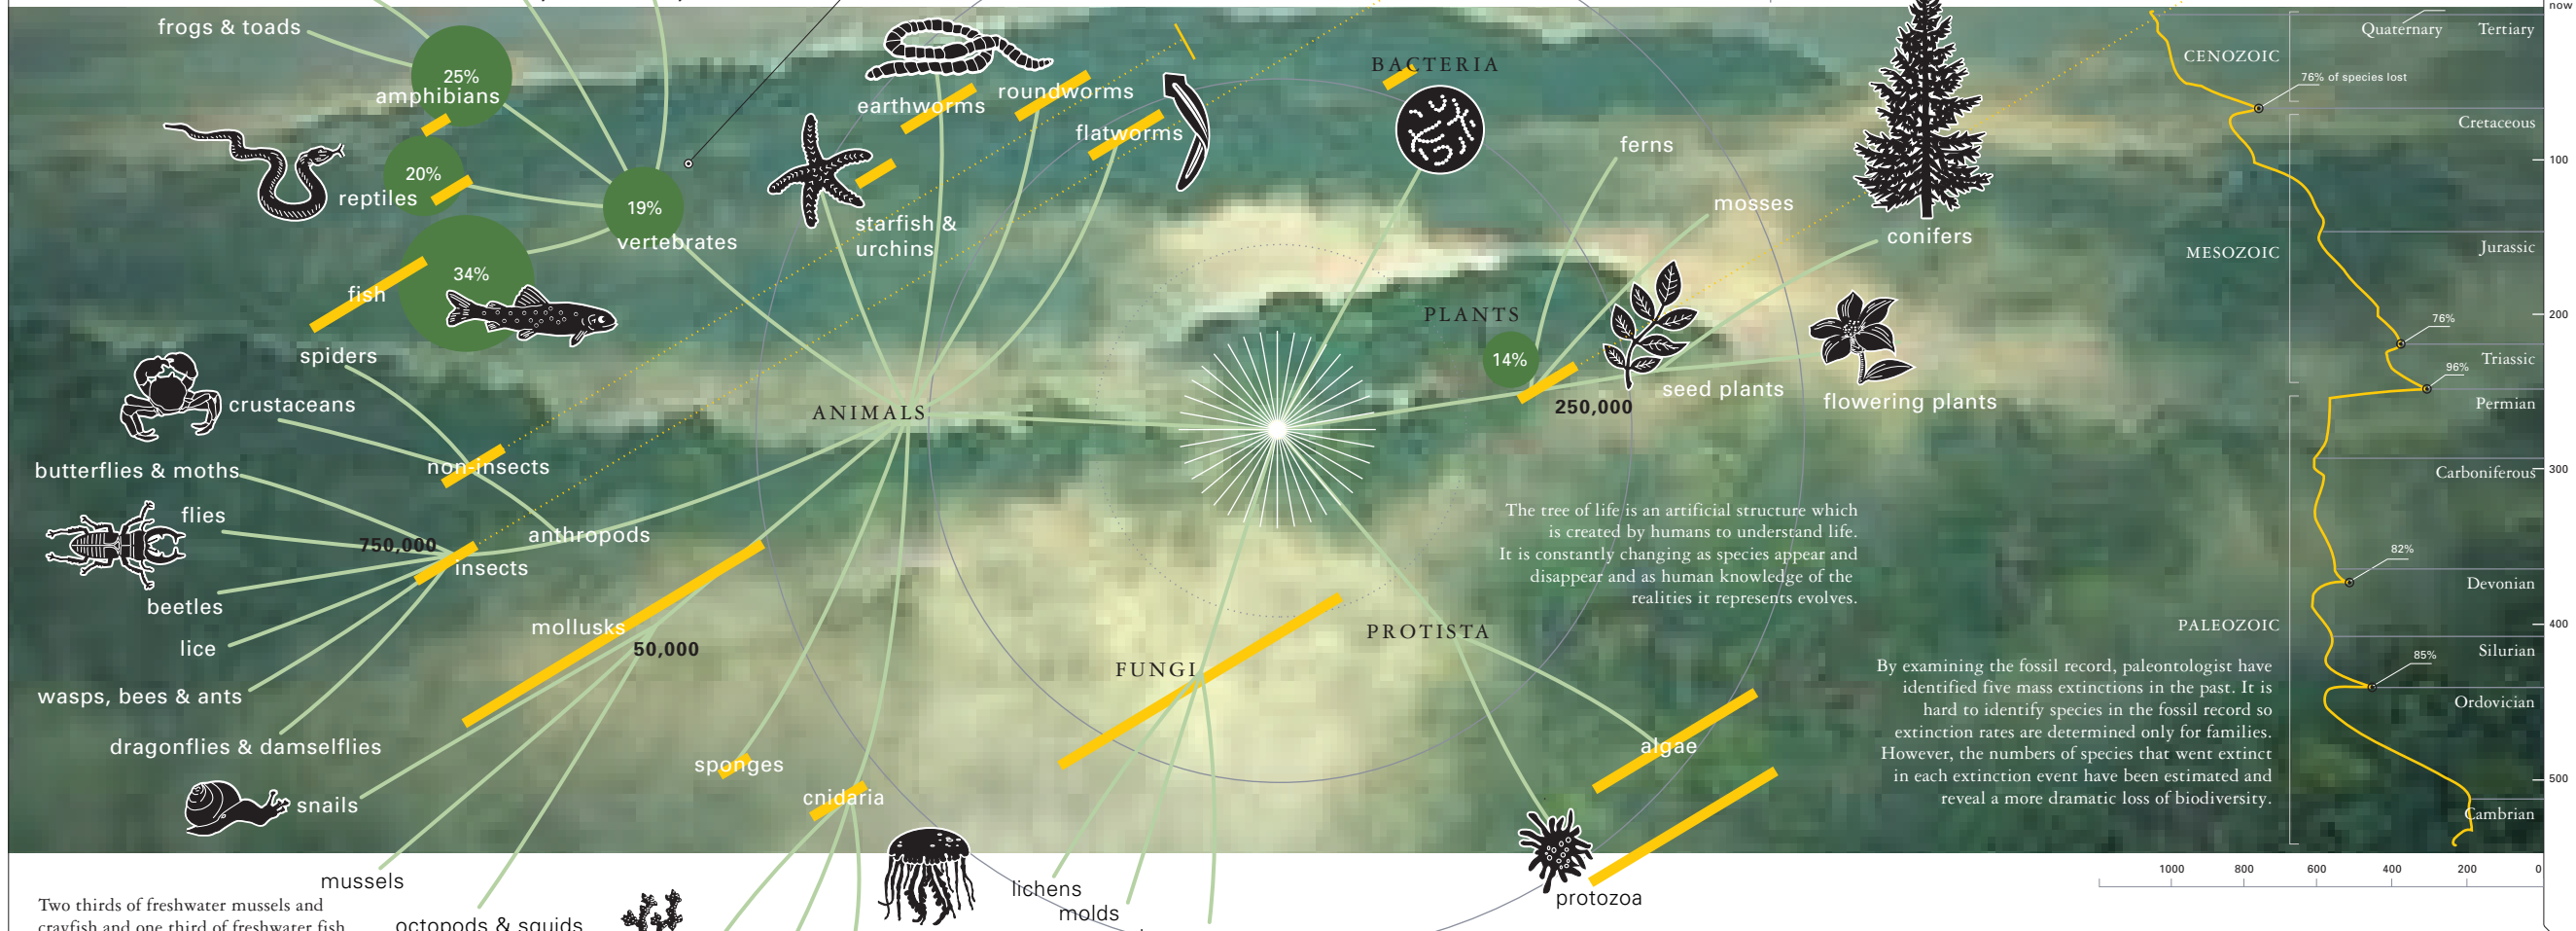 frogs & toads
25%
amphibians
20%
reptiles
19%
vertebrates
34%
fish
spiders
crustaceans
non-insects
butterflies & moths
flies
750,000
anthropods
insects
beetles
lice
wasps, bees & ants
dragonflies & damselflies
mollusks
50,000
snails
mussels
octopods & squids
Two thirds of freshwater mussels and
crayfish and one third of freshwater fish
earthworms
roundworms
flatworms
starfish &
urchins
ANIMALS
sponges
cnidaria
BACTERIA
ferns
mosses
conifers
PLANTS
14%
250,000
seed plants
flowering plants
The tree of life is an artificial structure which
is created by humans to understand life.
It is constantly changing as species appear and
disappear and as human knowledge of the
realities it represents evolves.
PROTISTA
FUNGI
algae
protozoa
lichens
molds
By examining the fossil record, paleontologist have
identified five mass extinctions in the past. It is
hard to identify species in the fossil record so
extinction rates are determined only for families.
However, the numbers of species that went extinct
in each extinction event have been estimated and
reveal a more dramatic loss of biodiversity.
now
Quaternary
Tertiary
CENOZOIC
76% of species lost
Cretaceous
100
MESOZOIC
Jurassic
200
76%
Triassic
96%
Permian
300
Carboniferous
82%
Devonian
400
PALEOZOIC
Silurian
85%
Ordovician
500
Cambrian
1000 800 600 400 200 0